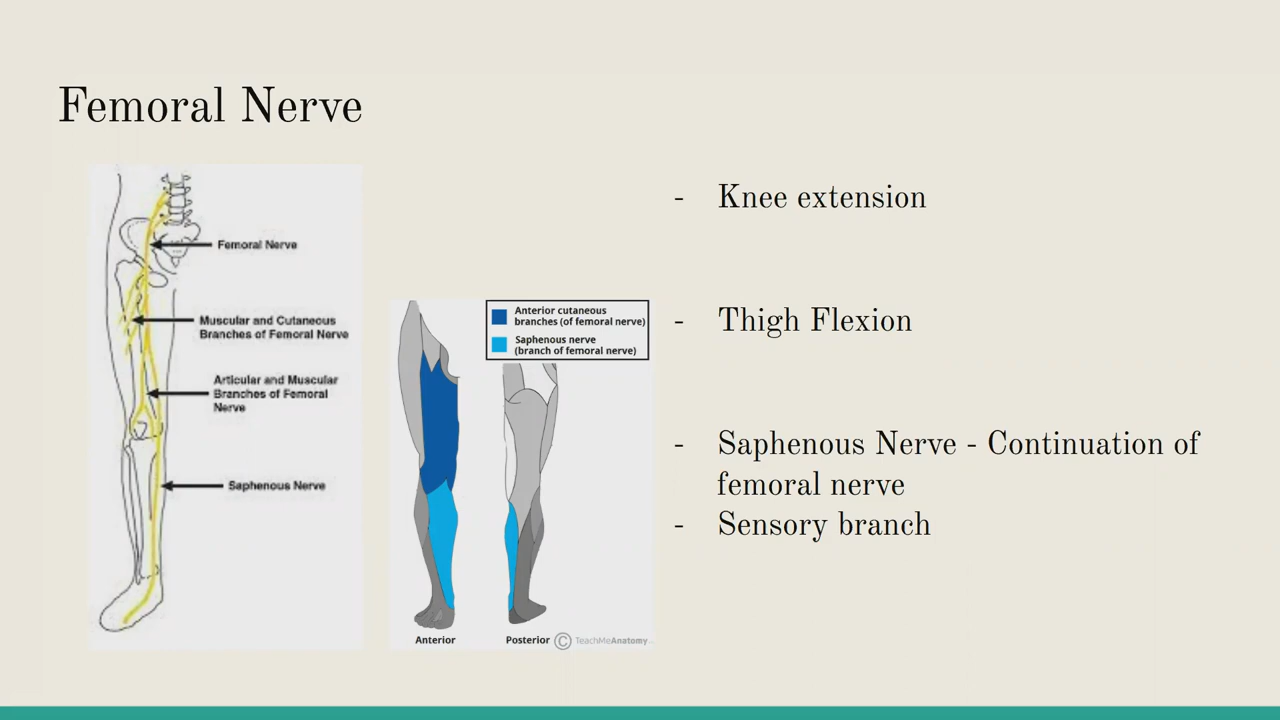 Femoral Nerve
Femoral Nerve
Muscular and Cutaneous
Branches of Femoral Nerve
Articular and Muscular
Branches of Femoral
Nerve
Saphenous Nerve
Anterior cutaneous
branches (of femoral nerve)
Saphenous nerve
(branch of femoral nerve)
Anterior
Posterior
© TeachMeAnatomy
- Knee extension
- Thigh Flexion
- Saphenous Nerve - Continuation of
femoral nerve
- Sensory branch